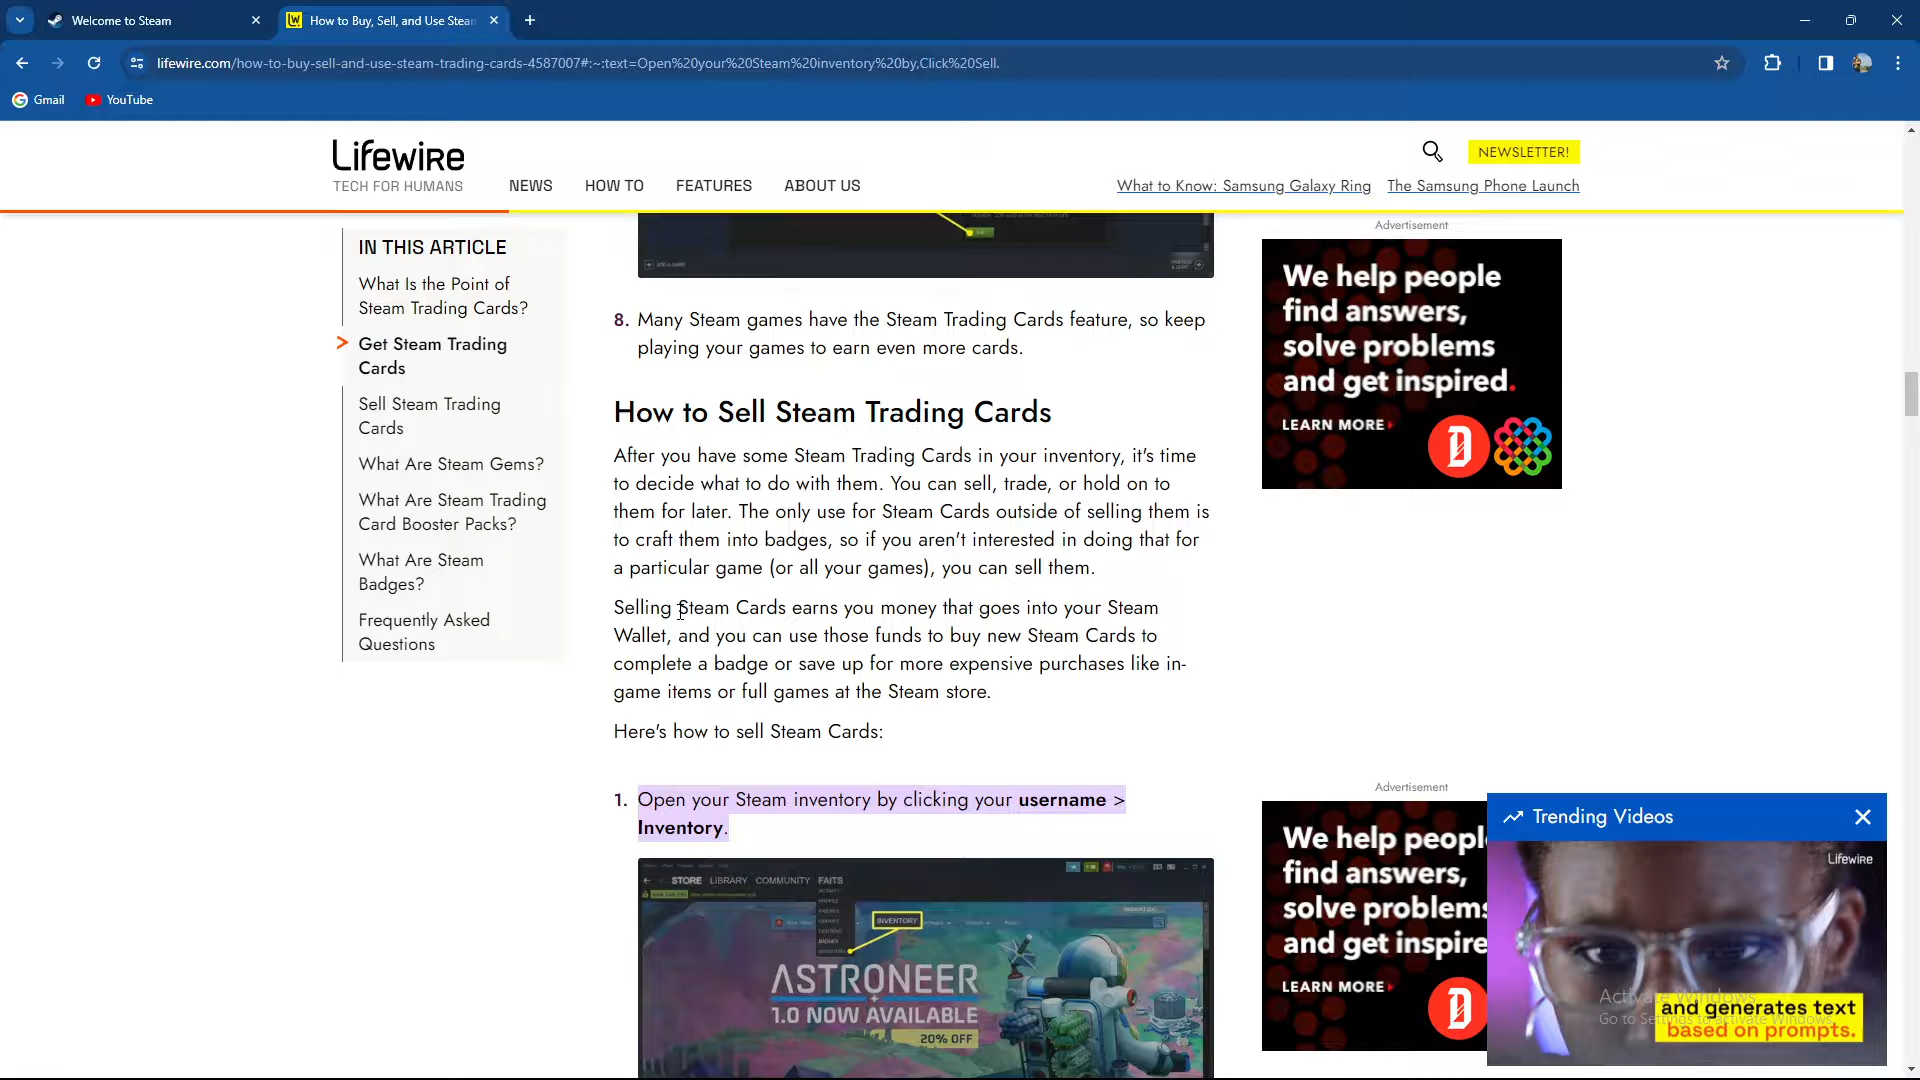 Welcome to Steam
How to Buy, Sell, and Use Steam
lifewire.com/how-to-buy-sell-and-use-steam-trading-cards-4587007#:~:text=Open%20your%20Steam%20inventory%20by,Click%20Sell.
Gmail
YouTube
Lifewire
TECH FOR HUMANS
NEWS
HOW TO
FEATURES
ABOUT US
NEWSLETTER!
What to Know: Samsung Galaxy Ring
The Samsung Phone Launch
IN THIS ARTICLE
What Is the Point of
Steam Trading Cards?
> Get Steam Trading
Cards
Sell Steam Trading
Cards
What Are Steam Gems?
What Are Steam Trading
Card Booster Packs?
What Are Steam
Badges?
Frequently Asked
Questions
8. Many Steam games have the Steam Trading Cards feature, so keep
playing your games to earn even more cards.
How to Sell Steam Trading Cards
After you have some Steam Trading Cards in your inventory, it's time
to decide what to do with them. You can sell, trade, or hold on to
them for later. The only use for Steam Cards outside of selling them is
to craft them into badges, so if you aren't interested in doing that for
a particular game (or all your games), you can sell them.
Selling Steam Cards earns you money that goes into your Steam
Wallet, and you can use those funds to buy new Steam Cards to
complete a badge or save up for more expensive purchases like in-
game items or full games at the Steam store.
Here's how to sell Steam Cards:
1. Open your Steam inventory by clicking your username >
Inventory.
STORE LIBRARY COMMUNITY FAITS
INVENTORY
ASTRONEER
1.0 NOW AVAILABLE
20% OFF
Advertisement
We help people
find answers,
solve problems
and get inspired.
LEARN MORE
Advertisement
We help peopl
find answers,
solve problems
and get inspire
LEARN MORE
Trending Videos
Lifewire
and generates text
based on prompts.
Activate Windows
Go to Settings to activate Windows.